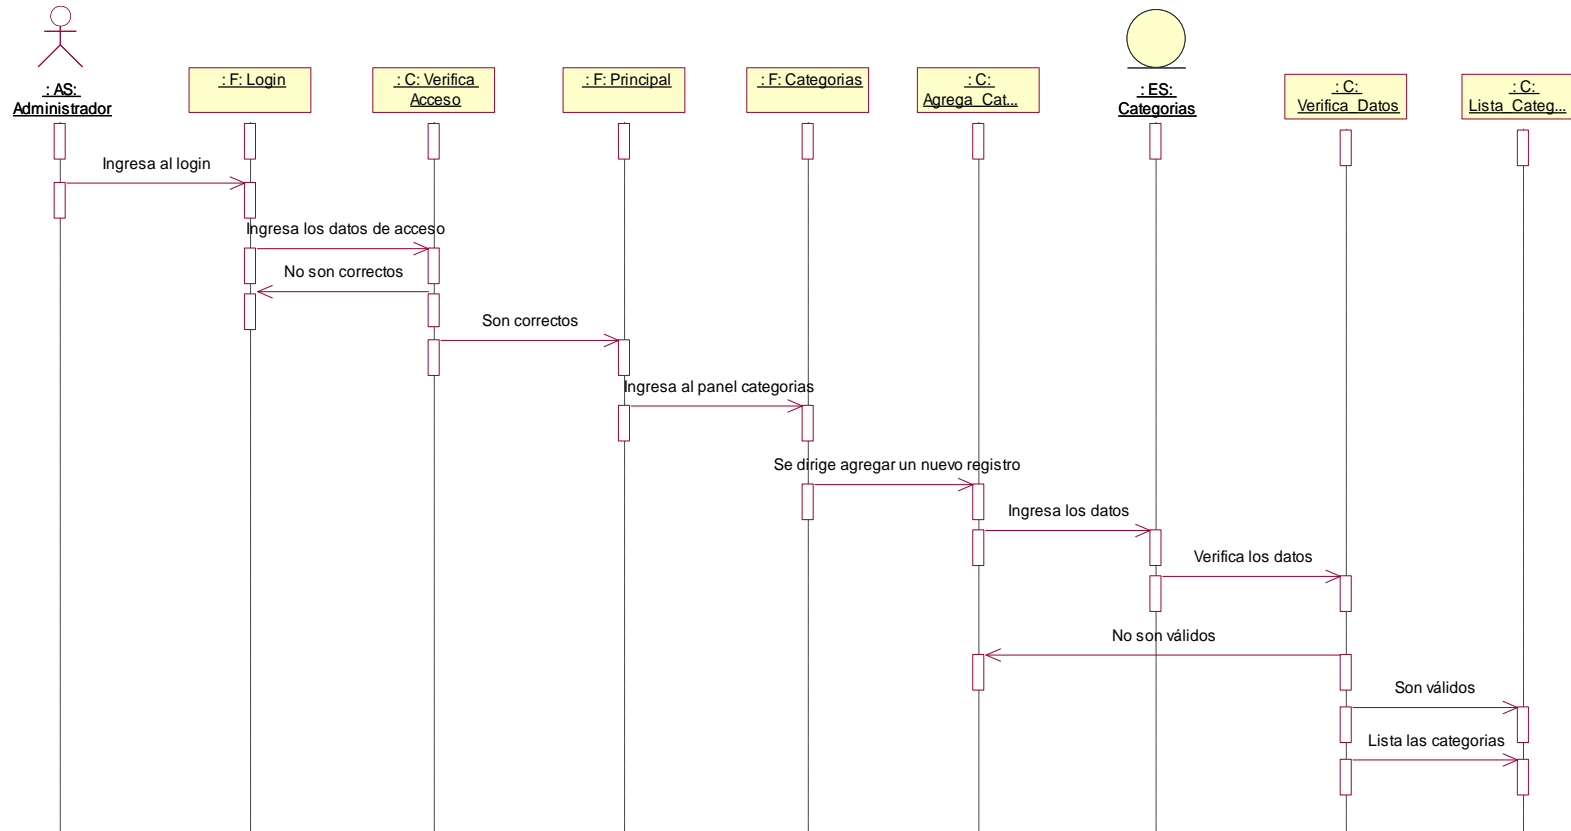 : AS:
Administrador
: F: Login
: C: Verifica
Acceso
: F: Principal
: F: Categorias
: C:
Agrega_Cat...
: ES:
Categorias
: C:
Verifica_Datos
: C:
Lista_Categ...
Ingresa al login
Ingresa los datos de acceso
No son correctos
Son correctos
Ingresa al panel categorias
Se dirige agregar un nuevo registro
Ingresa los datos
Verifica los datos
No son válidos
Son válidos
Lista las categorias